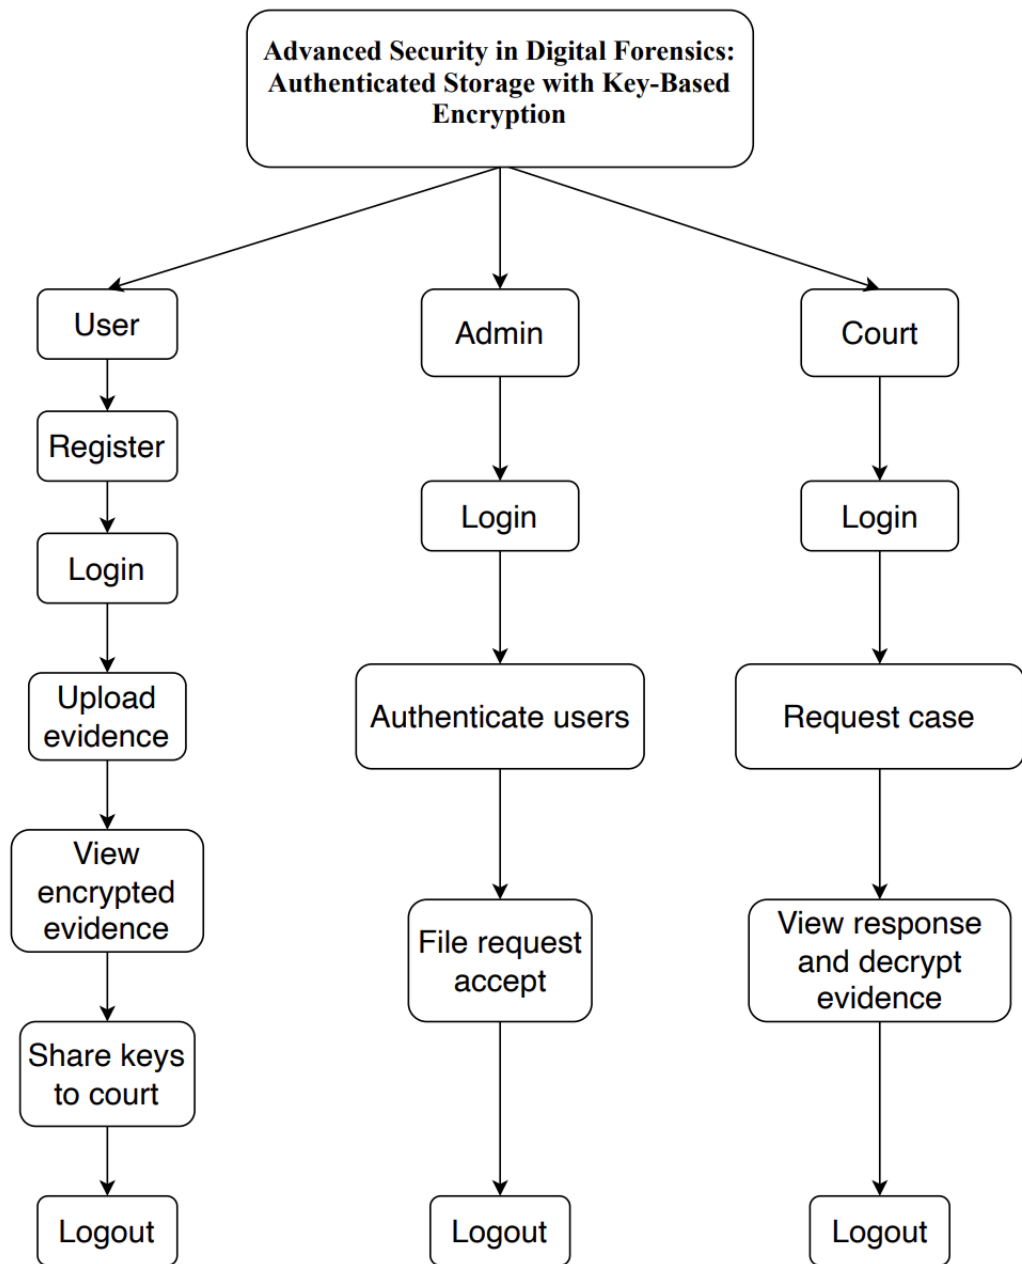 Advanced Security in Digital Forensics:
Authenticated Storage with Key-Based
Encryption
User
Register
Login
Upload
evidence
View
encrypted
evidence
Share keys
to court
Logout
Admin
Login
Authenticate users
File request
accept
Logout
Court
Login
Request case
View response
and decrypt
evidence
Logout